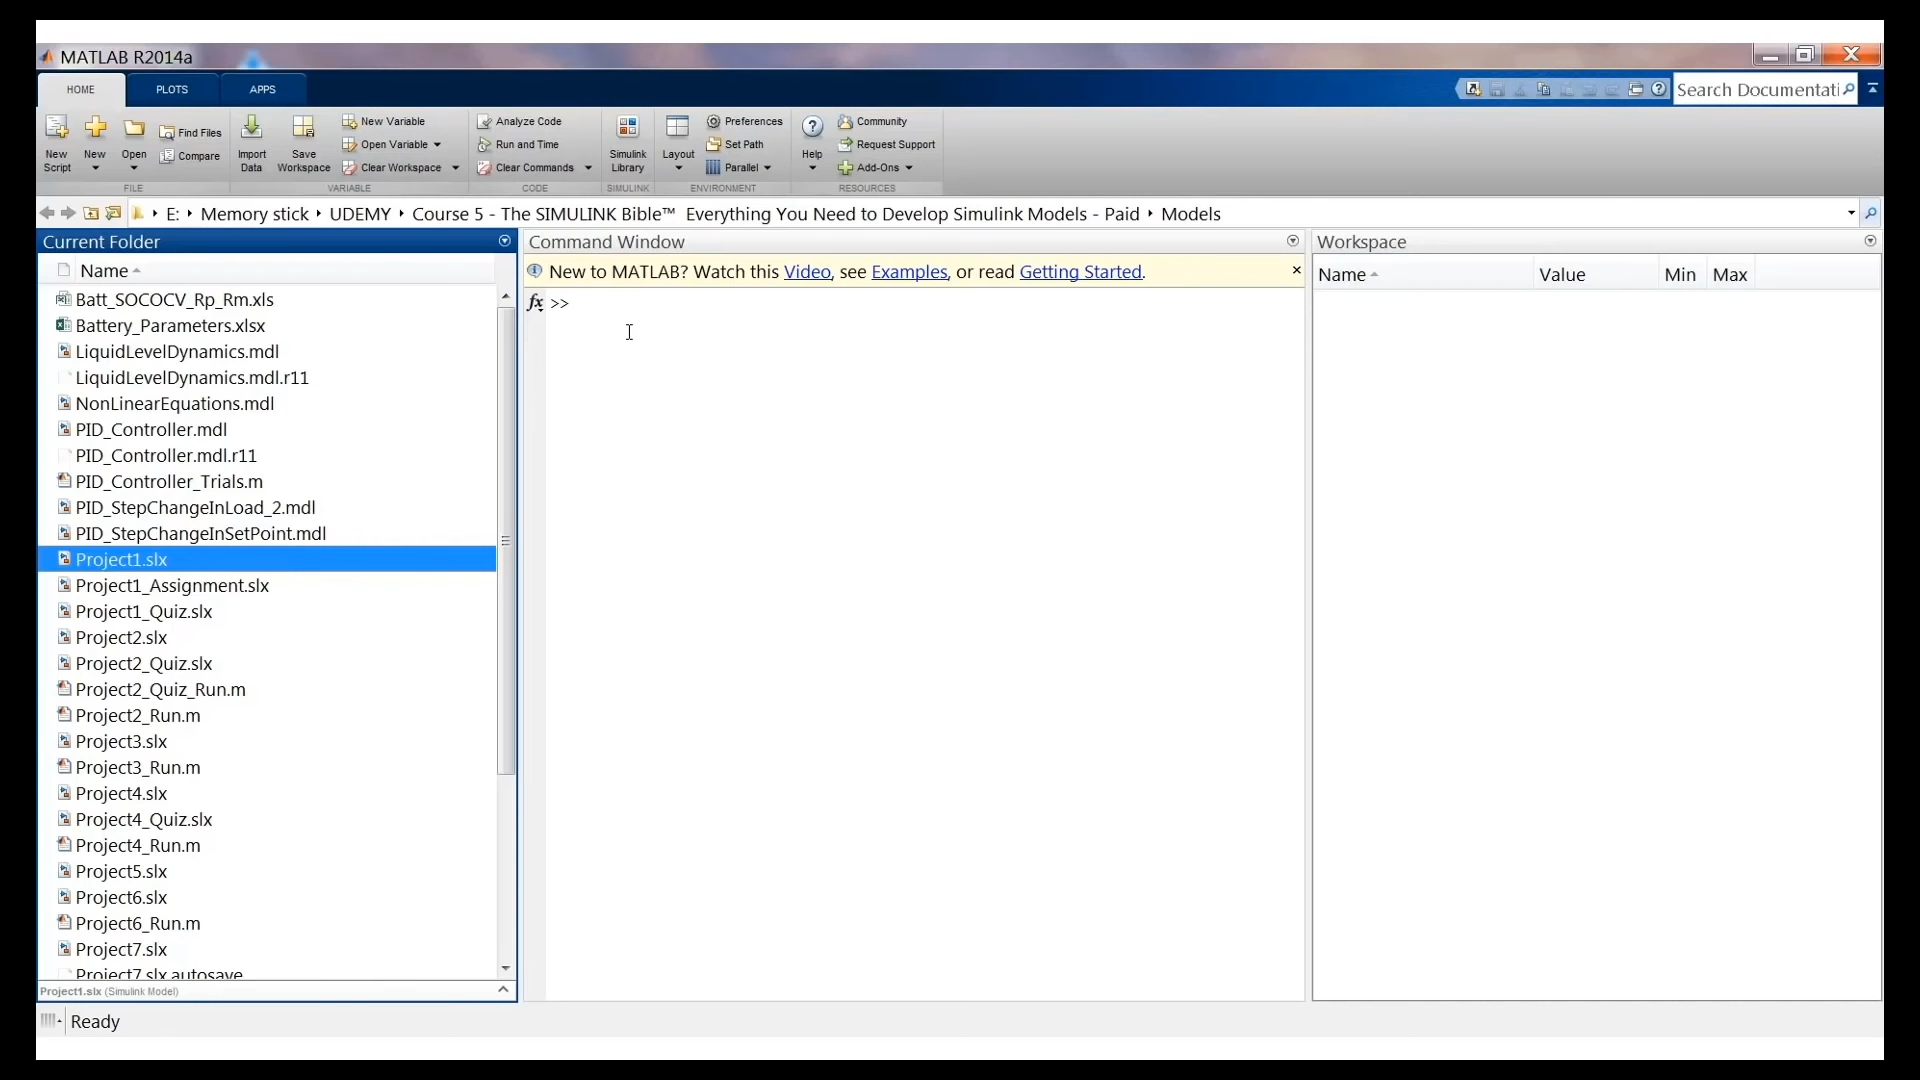 MATLAB R2014a
HOME PLOTS APPS
Search Documentati
New Script
New
Open
Find Files
Compare
Import Data
Save Workspace
New Variable
Open Variable
Clear Workspace
Analyze Code
Run and Time
Clear Commands
Simulink Library
Layout
Preferences
Set Path
Parallel
Help
Community
Request Support
Add-Ons
FILE VARIABLE CODE SIMULINK ENVIRONMENT RESOURCES
E: Memory stick UDEMY Course 5 - The SIMULINK Bible™ Everything You Need to Develop Simulink Models - Paid Models
Current Folder
Name
Batt_SOCOCV_Rp_Rm.xls
Battery_Parameters.xlsx
LiquidLevelDynamics.mdl
LiquidLevelDynamics.mdl.r11
NonLinearEquations.mdl
PID_Controller.mdl
PID_Controller.mdl.r11
PID_Controller_Trials.m
PID_StepChangeInLoad_2.mdl
PID_StepChangeInSetPoint.mdl
Project1.slx
Project1_Assignment.slx
Project1_Quiz.slx
Project2.slx
Project2_Quiz.slx
Project2_Quiz_Run.m
Project2_Run.m
Project3.slx
Project3_Run.m
Project4.slx
Project4_Quiz.slx
Project4_Run.m
Project5.slx
Project6.slx
Project6_Run.m
Project7.slx
Project7.slx.autosave
Project1.slx (Simulink Model)
Command Window
New to MATLAB? Watch this Video, see Examples, or read Getting Started.
fx >>
Workspace
Name Value Min Max
Ready